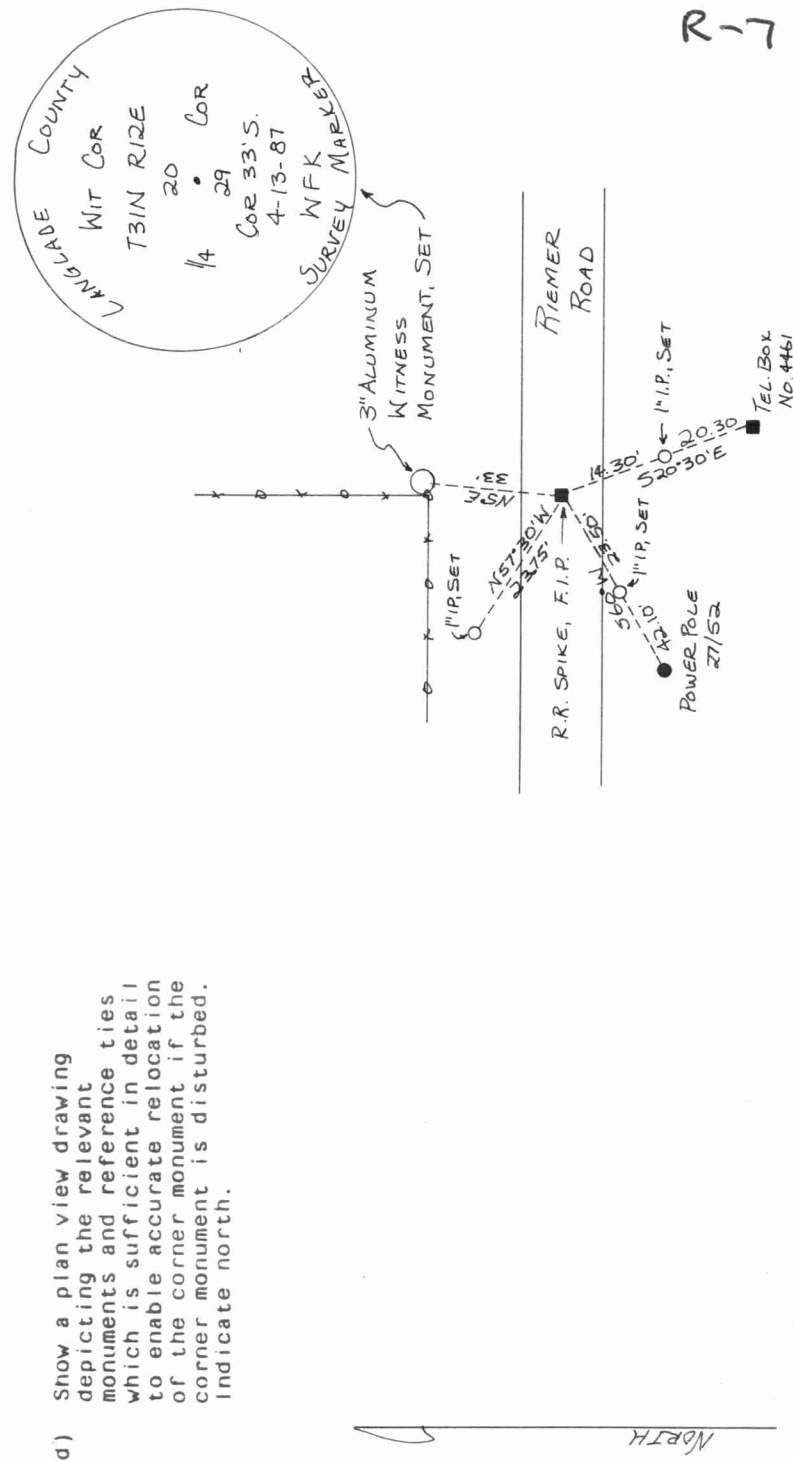 R-7
d) Show a plan view drawing
depicting the relevant
monuments and reference ties
which is sufficient in detail
to enable accurate relocation
of the corner monument if the
corner monument is disturbed.
Indicate north.
LANGLADE COUNTY
WIT COR
T31N R12E
20
1/4 • COR
29
COR 33'S.
4-13-87
WFK
SURVEY MARKER
3" ALUMINUM
WITNESS
MONUMENT, SET
N5°E
33'
1" I.P., SET
N57°30'W
23.75'
RIEMER
ROAD
R.R. SPIKE, F.I.P.
14.30'
1" I.P., SET
20.30
S20°30'E
TEL. BOX
No. 4461
23.50'
1" I.P., SET
S60°W
42.10'
POWER POLE
27/52
NORTH